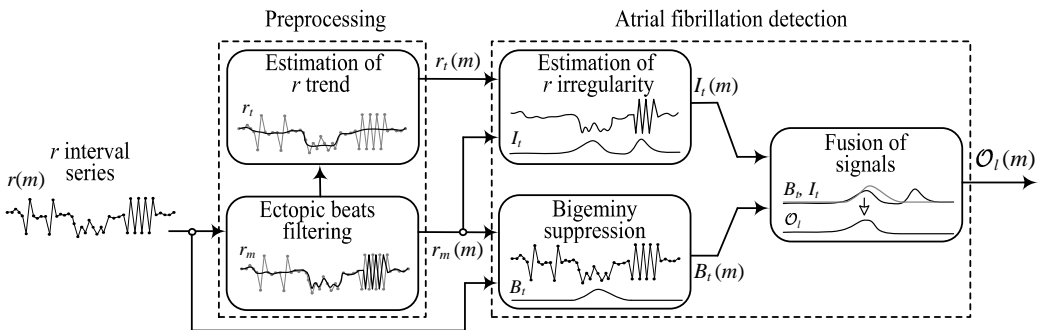 Preprocessing
Atrial fibrillation detection
r interval
series
r(m)
Estimation of
r trend
r_t
Ectopic beats
filtering
r_m
r_t(m)
r_m(m)
Estimation of
r irregularity
I_t
Bigeminy
suppression
B_t
I_t(m)
B_t(m)
Fusion of
signals
B_t, I_t
𝒪_l
𝒪_l(m)